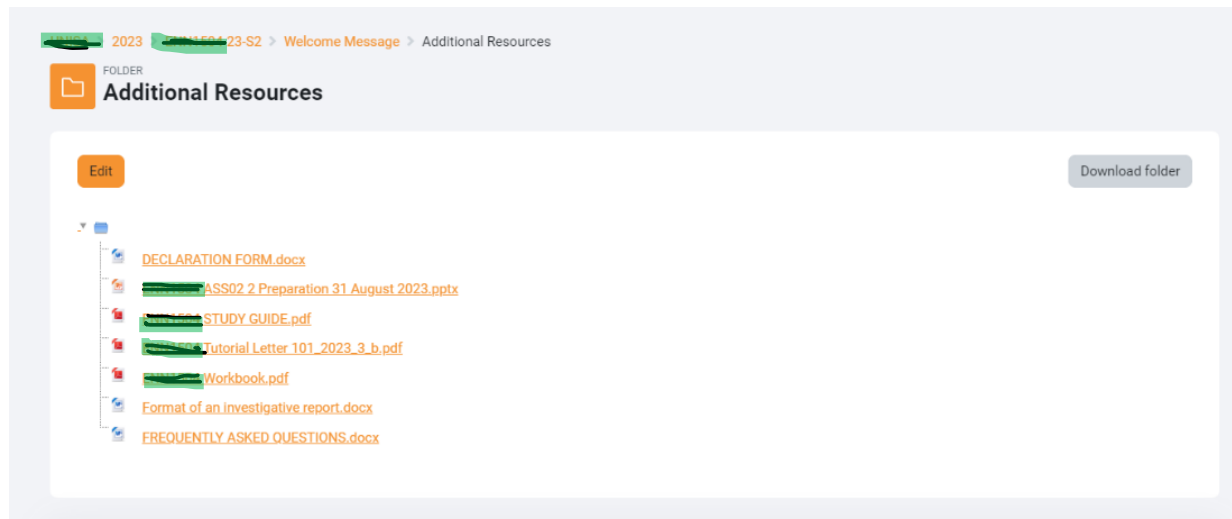 2023 > 23-S2 > Welcome Message > Additional Resources
FOLDER
Additional Resources
Edit
Download folder
DECLARATION FORM.docx
ASS02 2 Preparation 31 August 2023.pptx
STUDY GUIDE.pdf
Tutorial Letter 101_2023_3_b.pdf
Workbook.pdf
Format of an investigative report.docx
FREQUENTLY ASKED QUESTIONS.docx